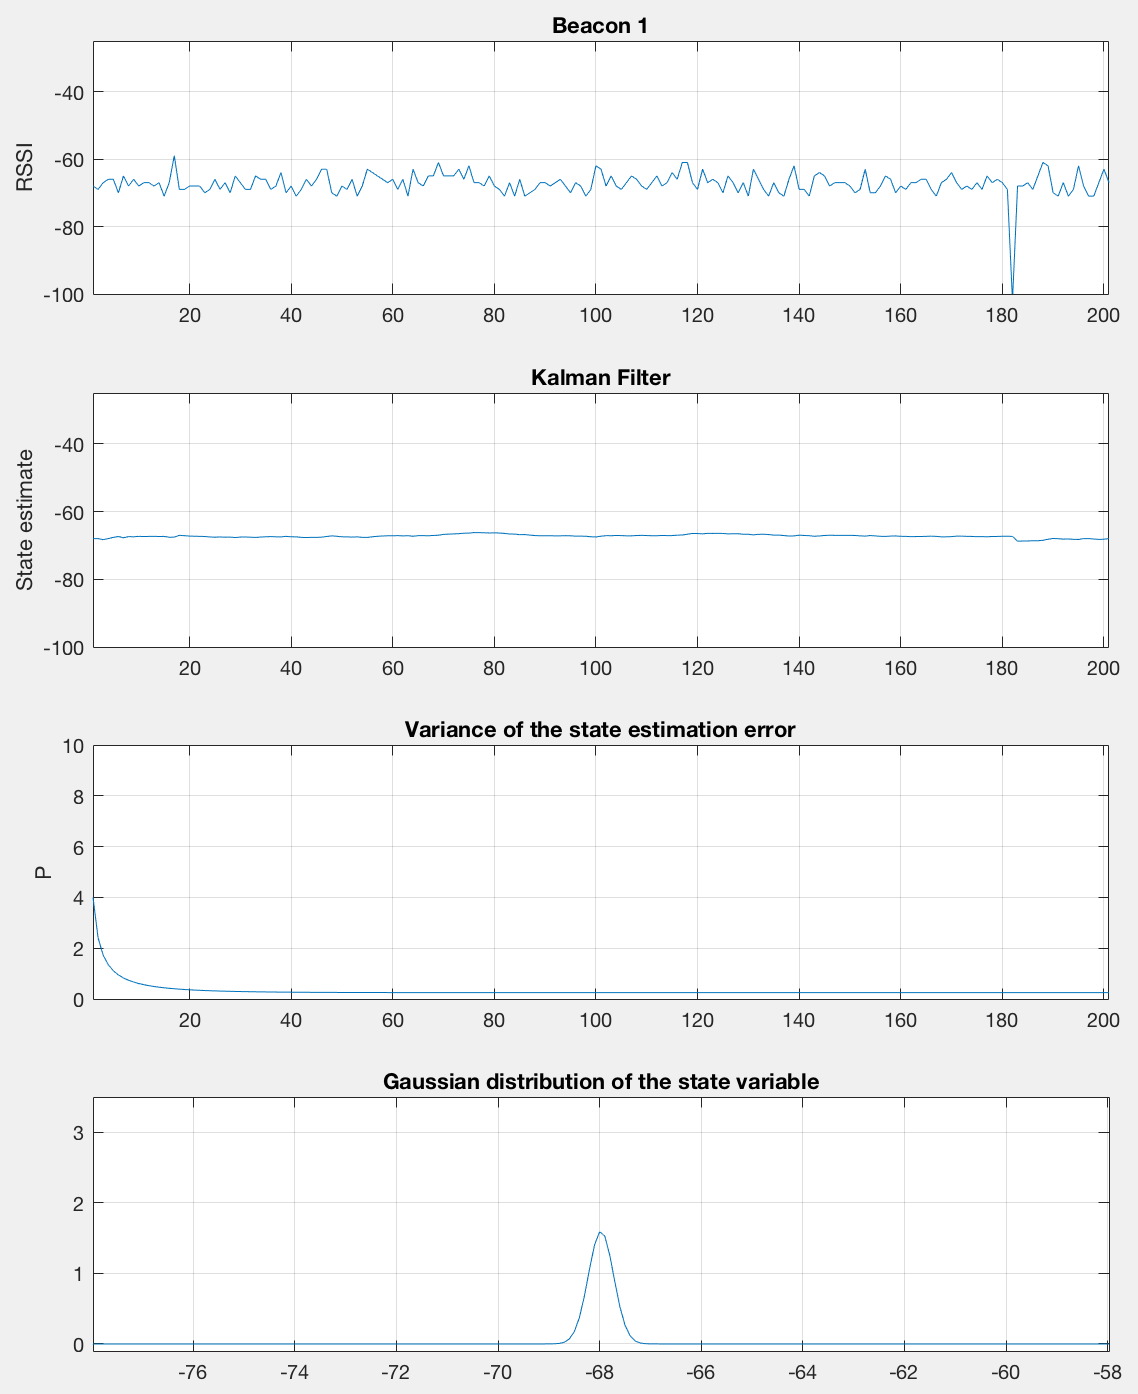 Beacon 1
RSSI
-40
-60
-80
-100
20 40 60 80 100 120 140 160 180 200
Kalman Filter
State estimate
-40
-60
-80
-100
20 40 60 80 100 120 140 160 180 200
Variance of the state estimation error
P
10
8
6
4
2
0
20 40 60 80 100 120 140 160 180 200
Gaussian distribution of the state variable
3
2
1
0
-76 -74 -72 -70 -68 -66 -64 -62 -60 -58